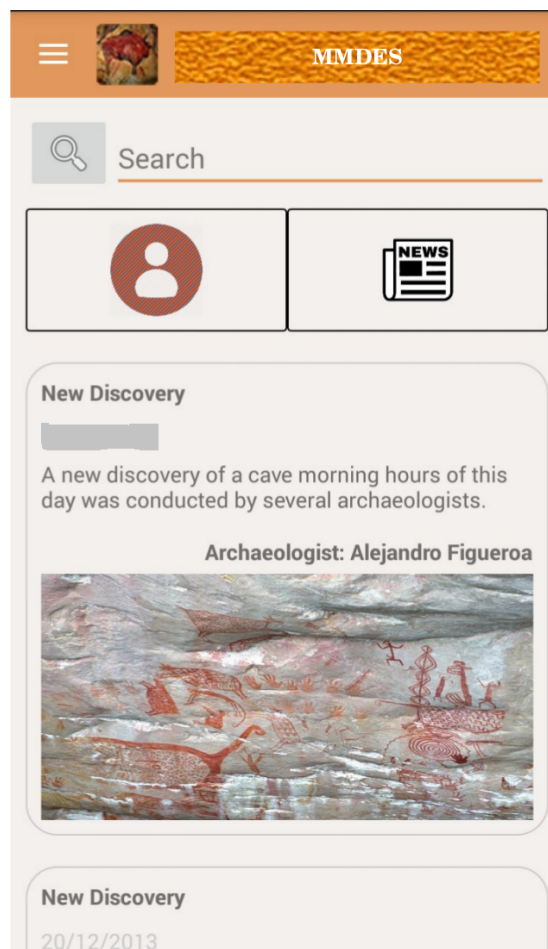 MMDES
Search
NEWS
New Discovery
A new discovery of a cave morning hours of this
day was conducted by several archaeologists.
Archaeologist: Alejandro Figueroa
New Discovery
20/12/2013